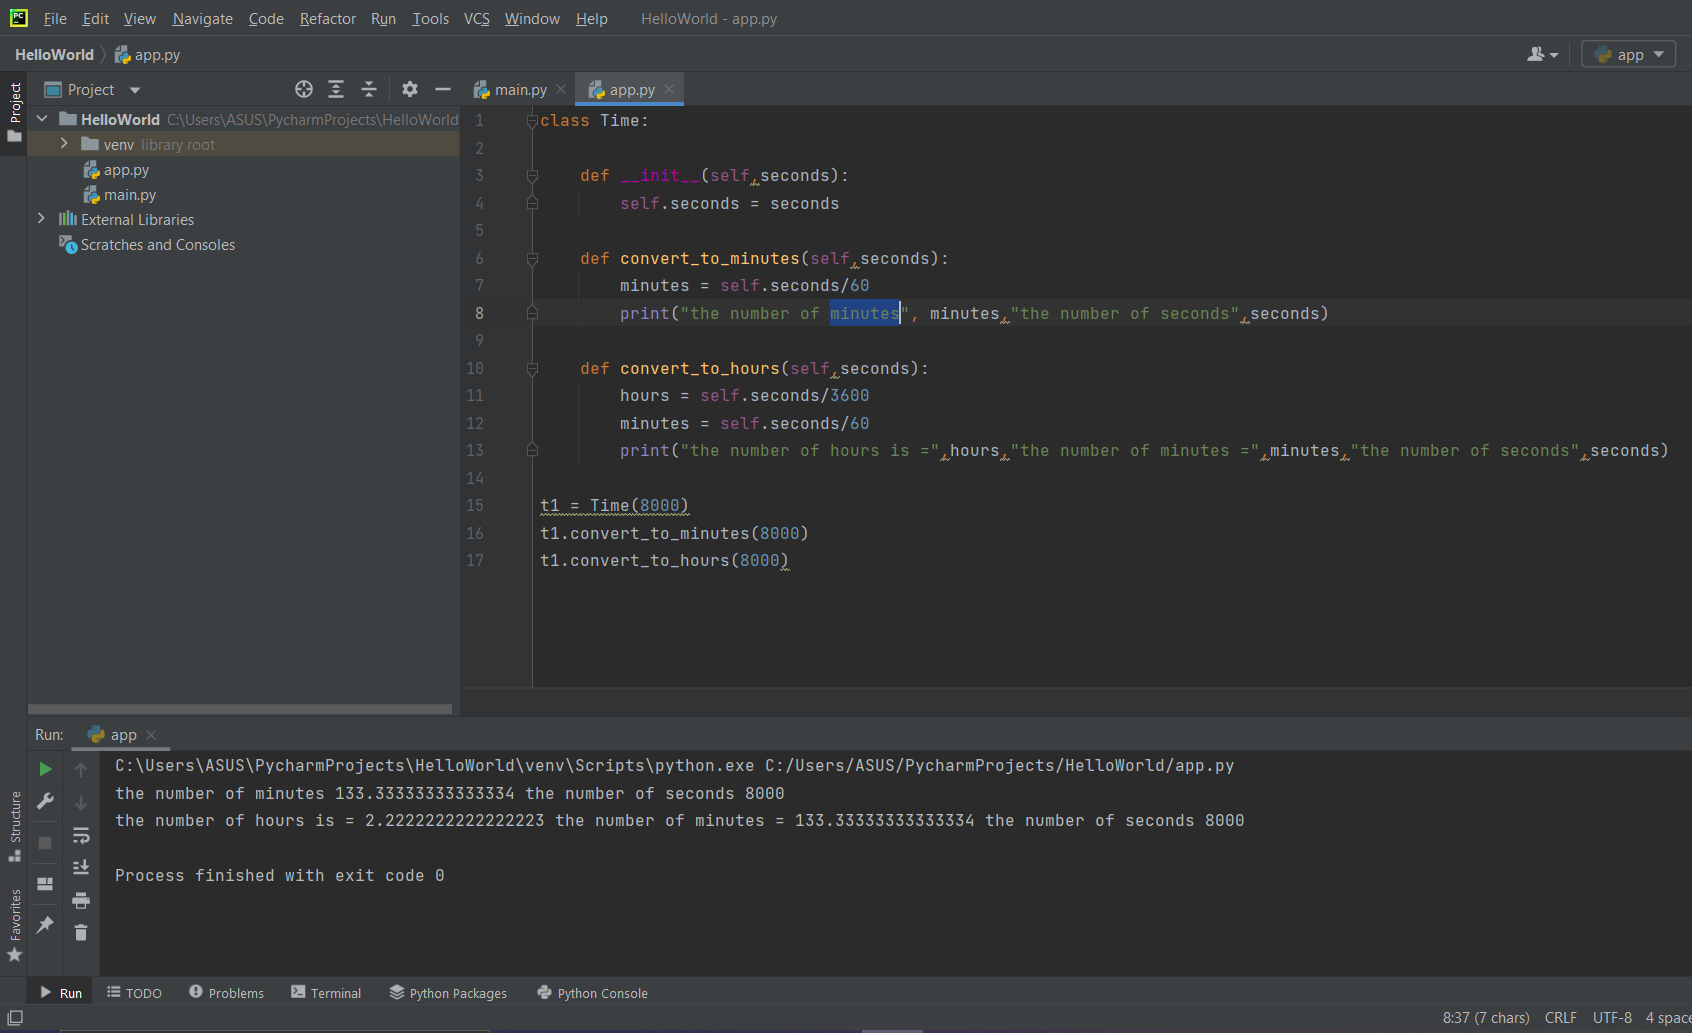 PC File Edit View Navigate Code Refactor Run Tools VCS Window Help HelloWorld - app.py
HelloWorld app.py app
Project
Project main.py app.py
HelloWorld C:\Users\ASUS\PycharmProjects\HelloWorld
venv library root
app.py
main.py
External Libraries
Scratches and Consoles
1 class Time:
2
3 def __init__(self,seconds):
4 self.seconds = seconds
5
6 def convert_to_minutes(self,seconds):
7 minutes = self.seconds/60
8 print("the number of minutes", minutes,"the number of seconds",seconds)
9
10 def convert_to_hours(self,seconds):
11 hours = self.seconds/3600
12 minutes = self.seconds/60
13 print("the number of hours is =",hours,"the number of minutes =",minutes,"the number of seconds",seconds)
14
15 t1 = Time(8000)
16 t1.convert_to_minutes(8000)
17 t1.convert_to_hours(8000)
Run: app
C:\Users\ASUS\PycharmProjects\HelloWorld\venv\Scripts\python.exe C:/Users/ASUS/PycharmProjects/HelloWorld/app.py
the number of minutes 133.33333333333334 the number of seconds 8000
the number of hours is = 2.2222222222222223 the number of minutes = 133.33333333333334 the number of seconds 8000
Process finished with exit code 0
Structure
Favorites
Run TODO Problems Terminal Python Packages Python Console
8:37 (7 chars) CRLF UTF-8 4 space